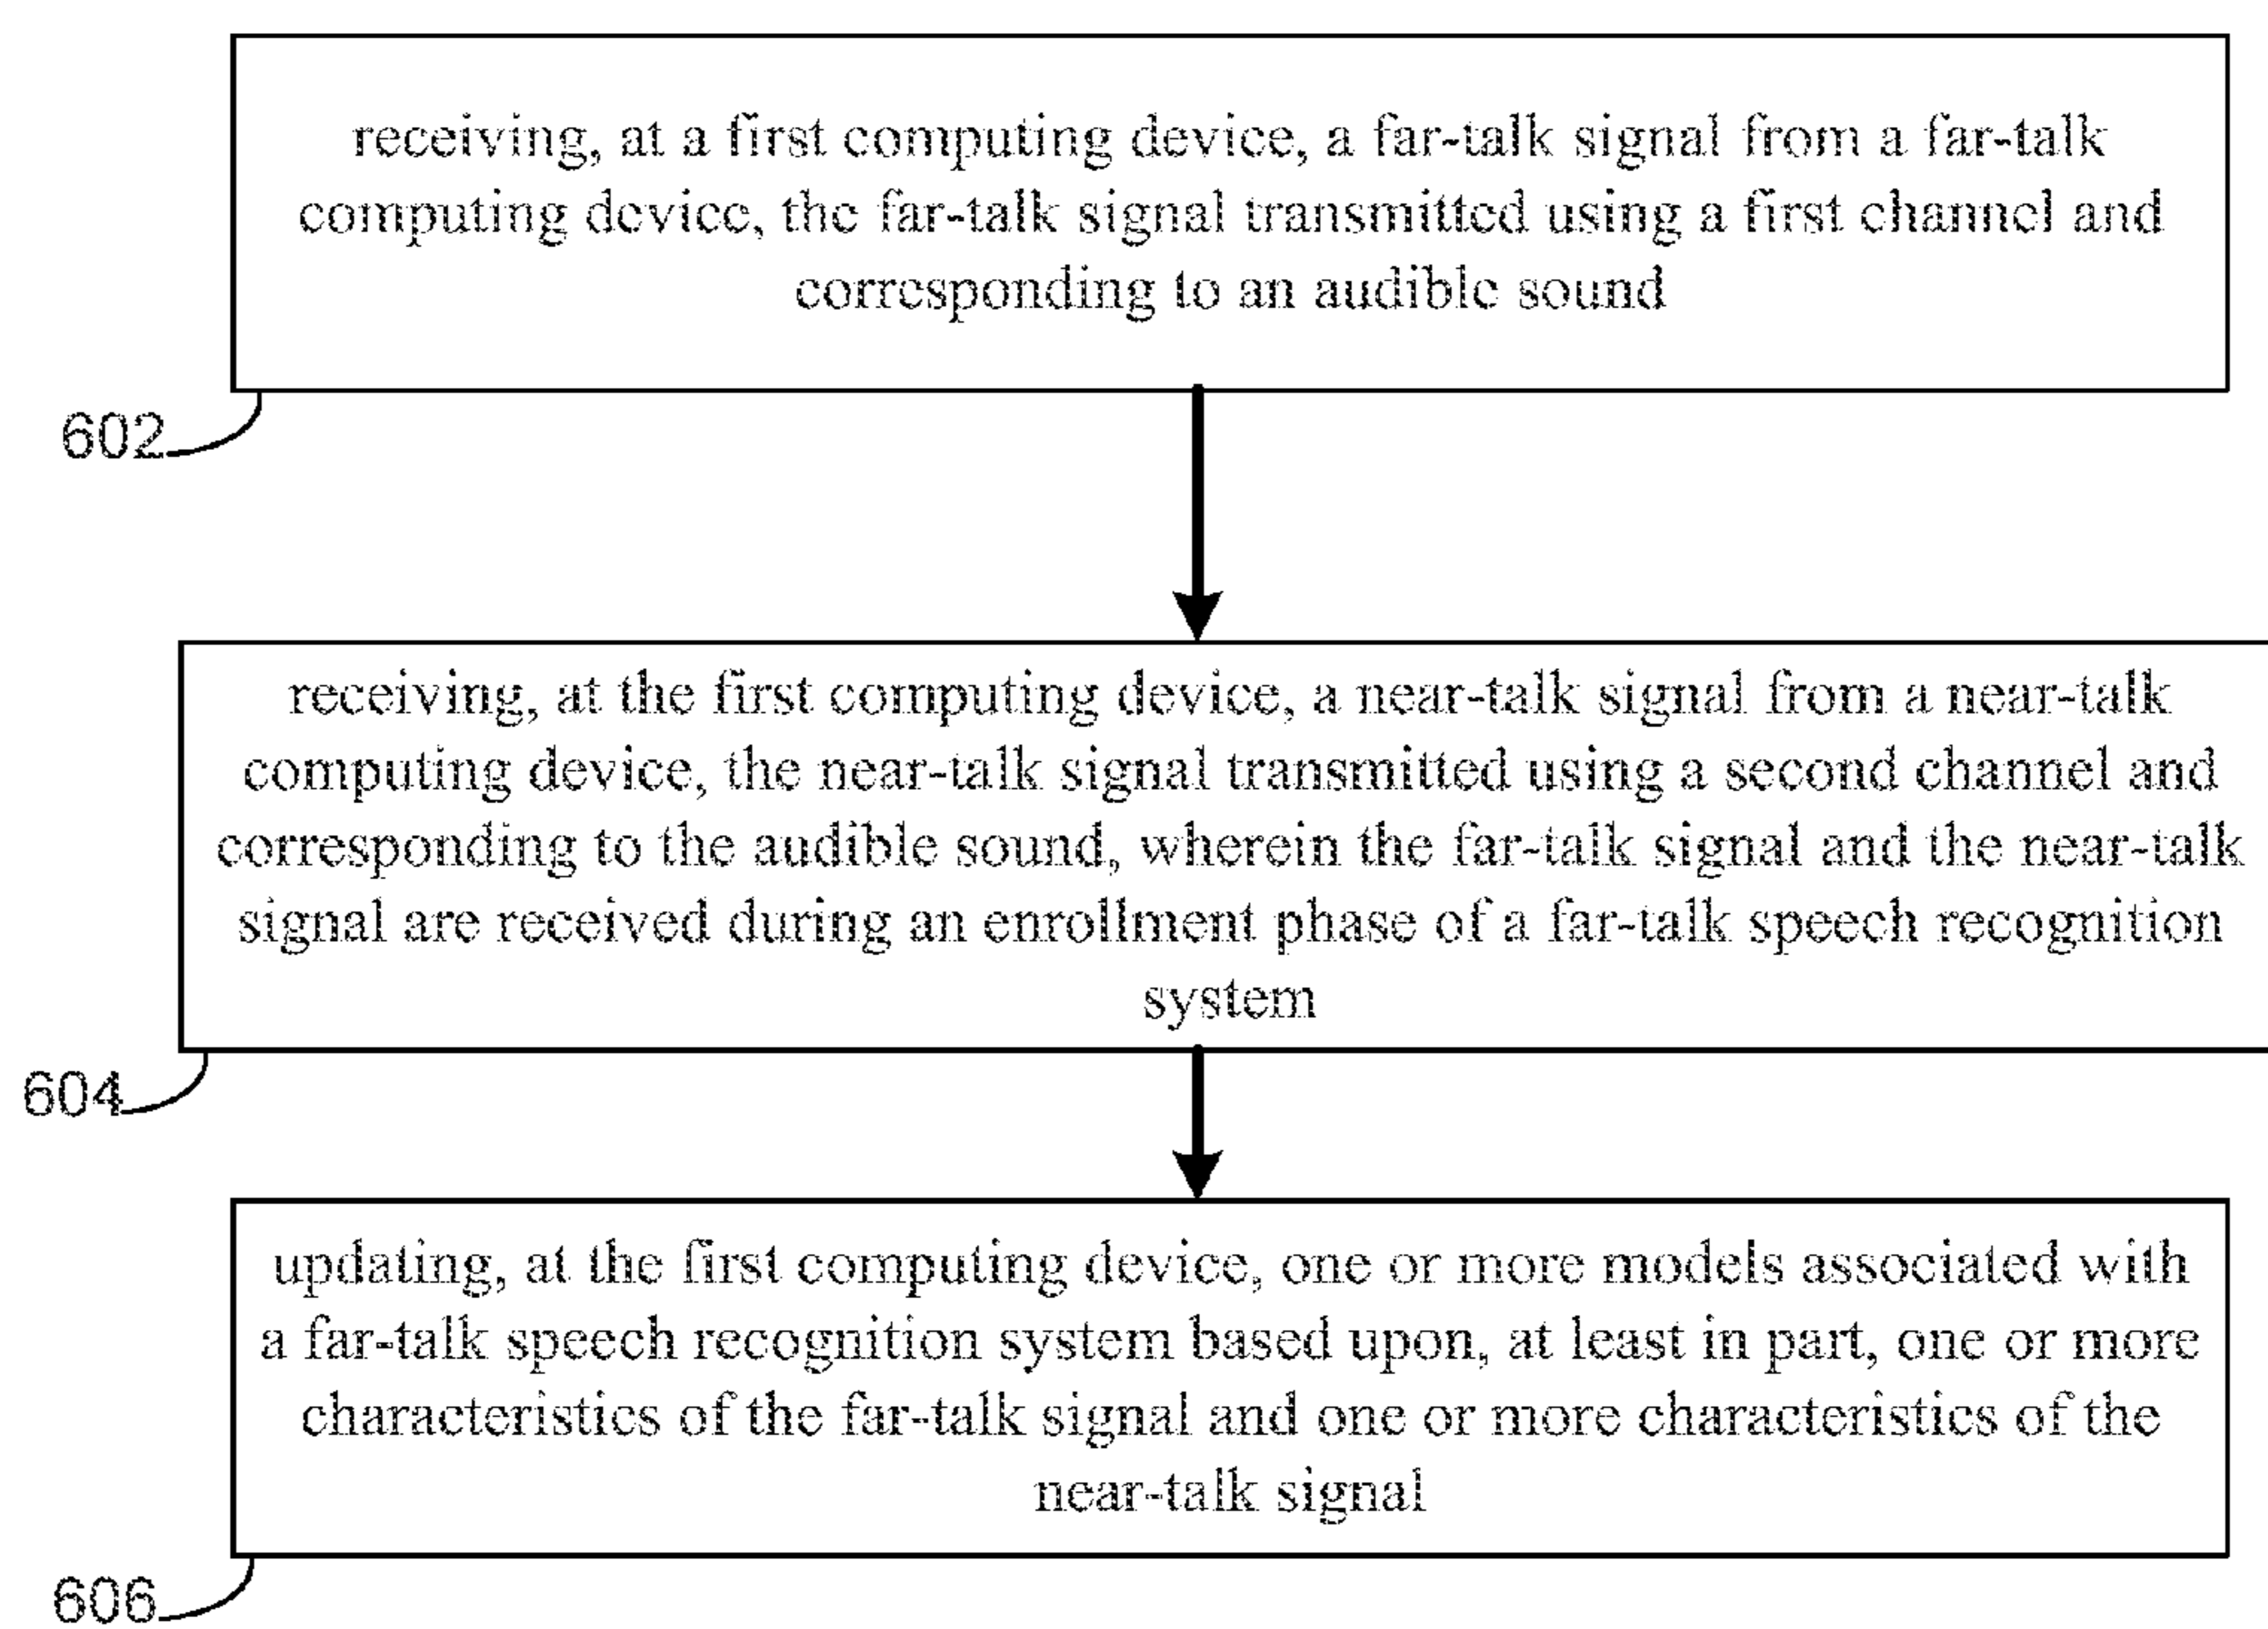 receiving, at a first computing device, a far-talk signal from a far-talk
computing device, the far-talk signal transmitted using a first channel and
corresponding to an audible sound
602
receiving, at the first computing device, a near-talk signal from a near-talk
computing device, the near-talk signal transmitted using a second channel and
corresponding to the audible sound, wherein the far-talk signal and the near-talk
signal are received during an enrollment phase of a far-talk speech recognition
system
604
updating, at the first computing device, one or more models associated with
a far-talk speech recognition system based upon, at least in part, one or more
characteristics of the far-talk signal and one or more characteristics of the
near-talk signal
606